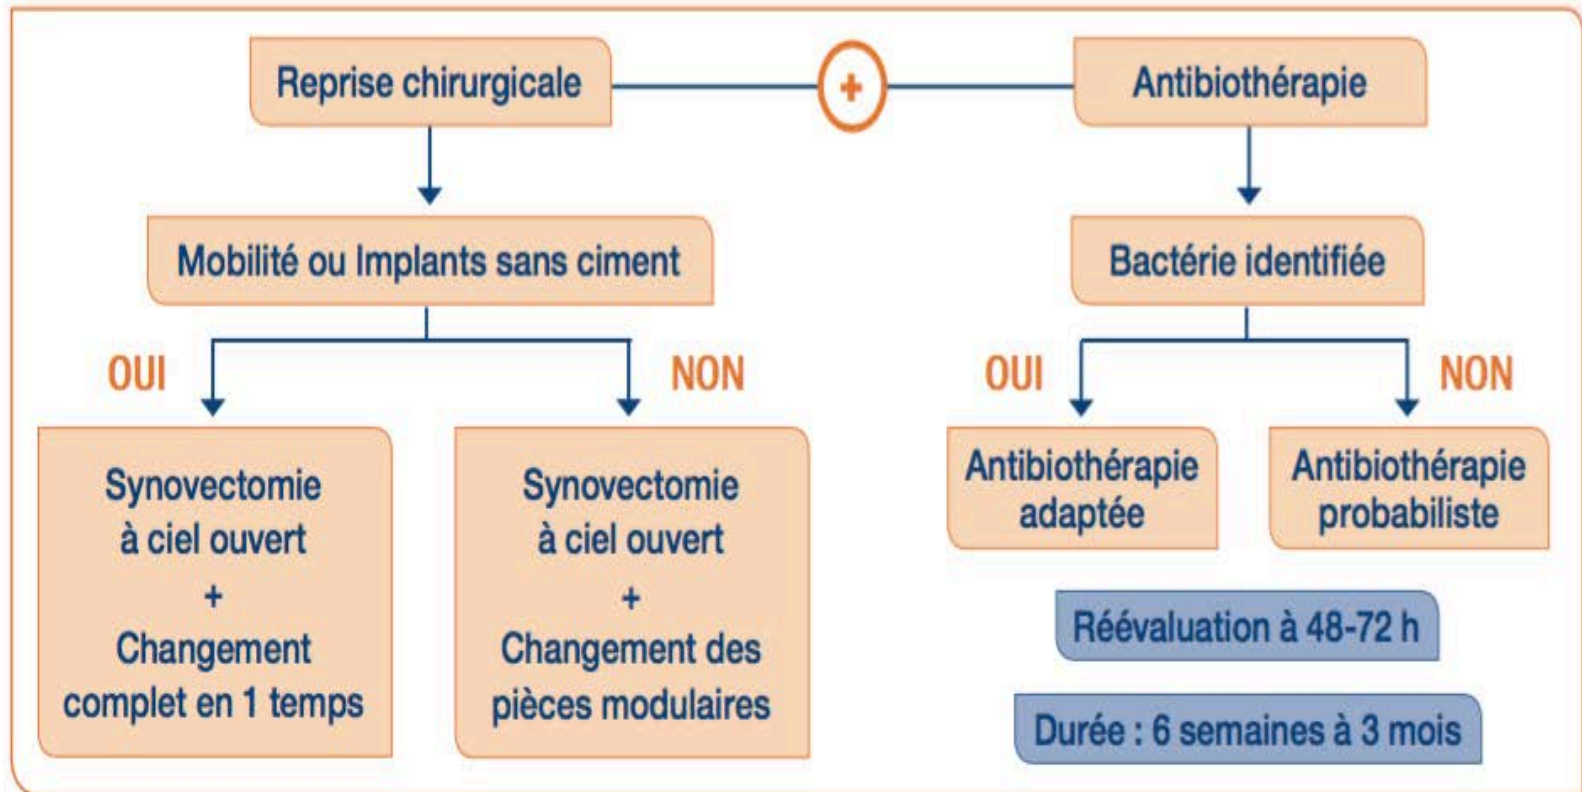 Reprise chirurgicale
+
Antibiothérapie
Mobilité ou Implants sans ciment
Bactérie identifiée
OUI
NON
OUI
NON
Synovectomie
à ciel ouvert
+
Changement
complet en 1 temps
Synovectomie
à ciel ouvert
+
Changement des
pièces modulaires
Antibiothérapie
adaptée
Antibiothérapie
probabiliste
Réévaluation à 48-72 h
Durée : 6 semaines à 3 mois